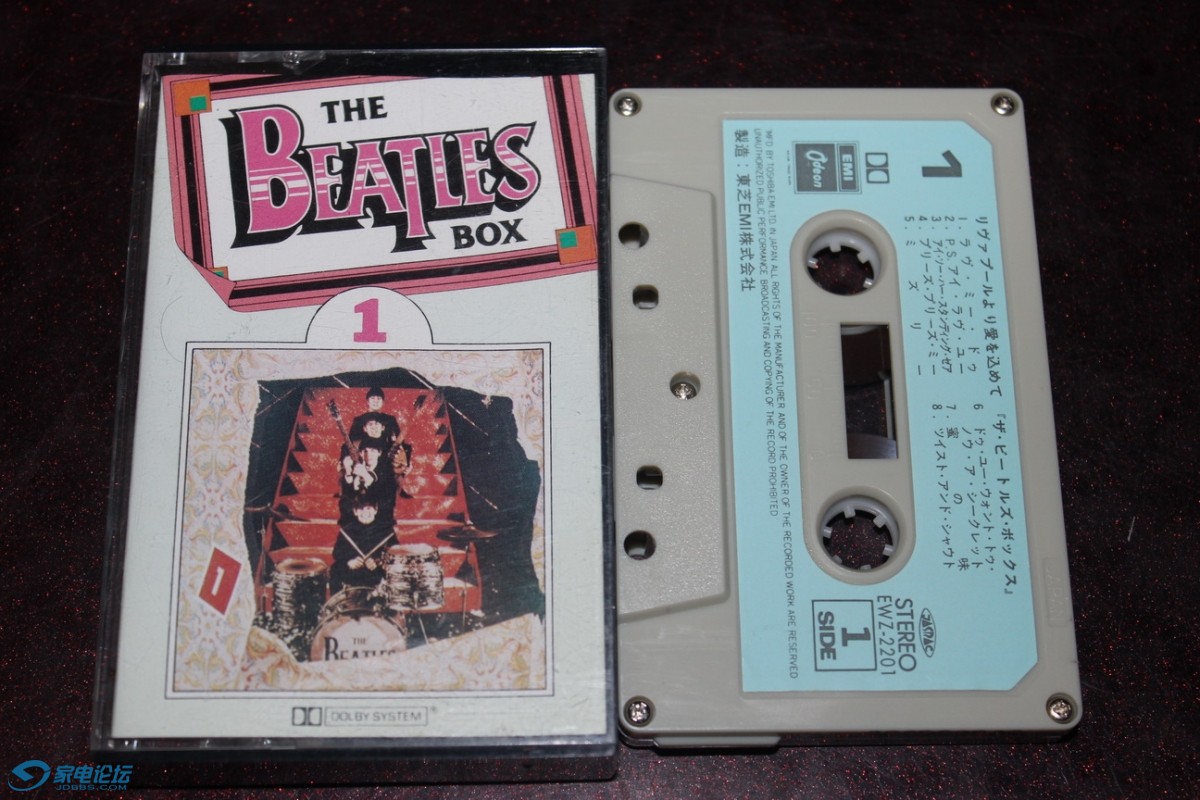 THE
BEATLES
BOX
1
1
THE
BEATLES
DOLBY SYSTEM®
1
リヴァプールより愛を込めて 『ザ・ビートルズ・ボックス』
1. ラヴ・ミー・ドゥ
2. P.S.アイ・ラヴ・ユー
3. アイ・ソー・ハー・スタンディング・ゼア
4. プリーズ・プリーズ・ミー
5. ミズリー
6. ドゥ・ユー・ウォント・トゥ・
ノウ・ア・シークレット
7. 蜜の味
8. ツイスト・アンド・シャウト
EMI
Odeon
MFD BY TOSHIBA EMI LTD IN JAPAN ALL RIGHTS OF THE MANUFACTURER AND OF THE OWNER OF THE RECORDED WORK ARE RESERVED
UNAUTHORIZED PUBLIC PERFORMANCE BROADCASTING AND COPYING OF THE RECORD PROHIBITED
製造：東芝EMI株式会社
JASRAC
STEREO
EWZ-2201
1
SIDE
家电论坛
JDBBS.COM